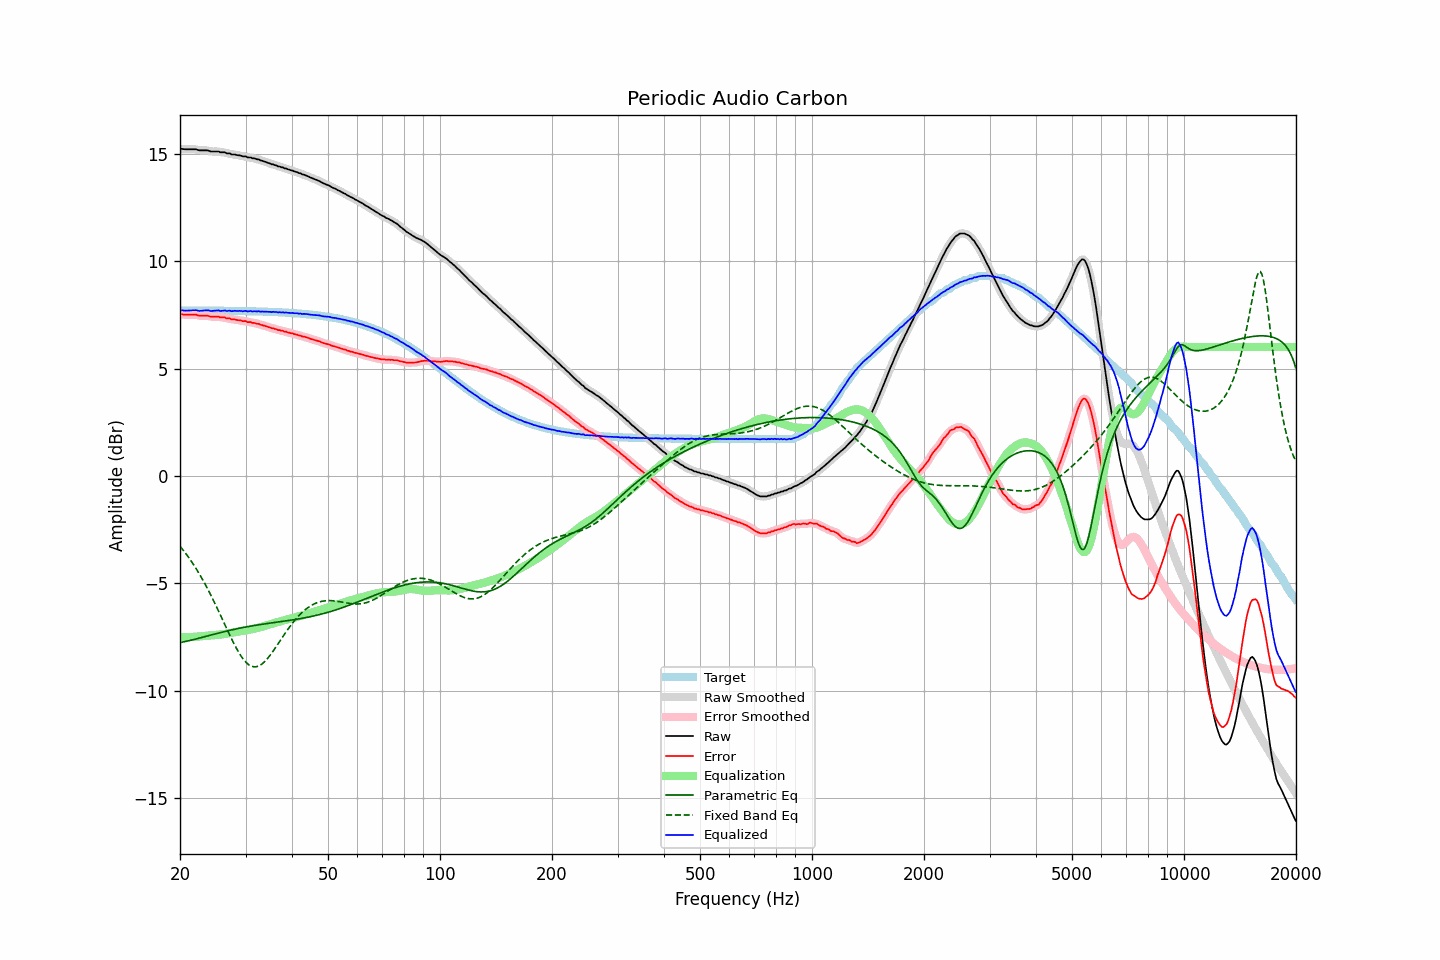 Periodic Audio Carbon
Amplitude (dBr)
15
10
5
0
−5
−10
−15
Target
Raw Smoothed
Error Smoothed
Raw
Error
Equalization
Parametric Eq
Fixed Band Eq
Equalized
20 50 100 200 500 1000 2000 5000 10000 20000
Frequency (Hz)